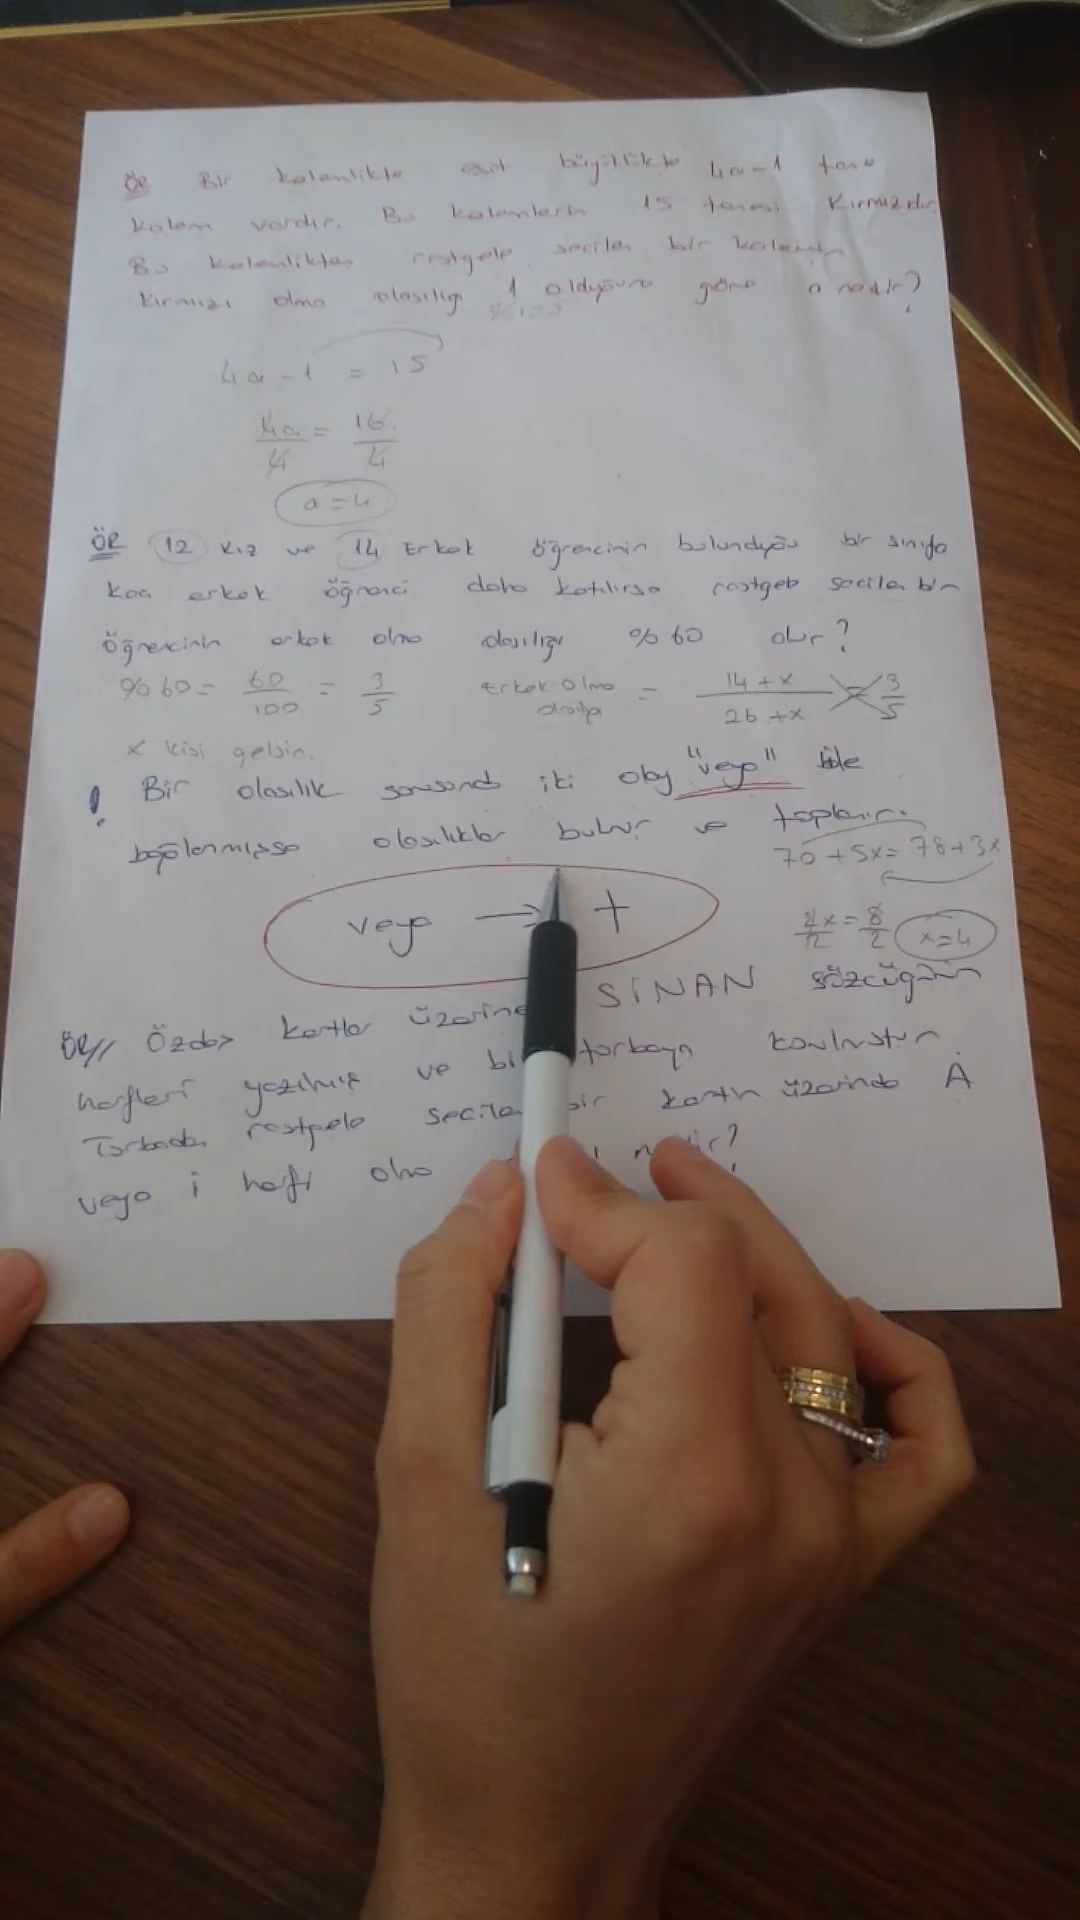 ÖR Bir kalemlikte eşit büyüklükte 4a-1 tane
kalem vardır. Bu kalemlerin 15 tanesi Kırmızıdır.
Bu kalemlikten rastgele seçilen bir kalemin
kırmızı olma olasılığı 1 olduğuna göre a nedir?
4a-1 = 15
4a/4 = 16/4
a=4
ÖR 12 Kız ve 14 Erkek öğrencinin bulunduğu bir sınıfa
kaç erkek öğrenci daha katılırsa rastgele seçilen bir
öğrencinin erkek olma olasılığı %60 olur?
%60 = 60/100 = 3/5 Erkek olma = 14+x/26+x = 3/5
x kişi gelsin.
! Bir olasılık sorusunda iki olay "veya" ile
bağlanmışsa olasılıklar bulunur ve toplanır.
70+5x=78+3x
veya → +
2x/2=8/2 x=4
ÖR// Özdeş kartlar üzerine SİNAN sözcüğünün
harfleri yazılmış ve bir torbaya konulmuştur.
Torbadan rastgele seçilen bir kartın üzerinde A
veya i harfi olma nedir?